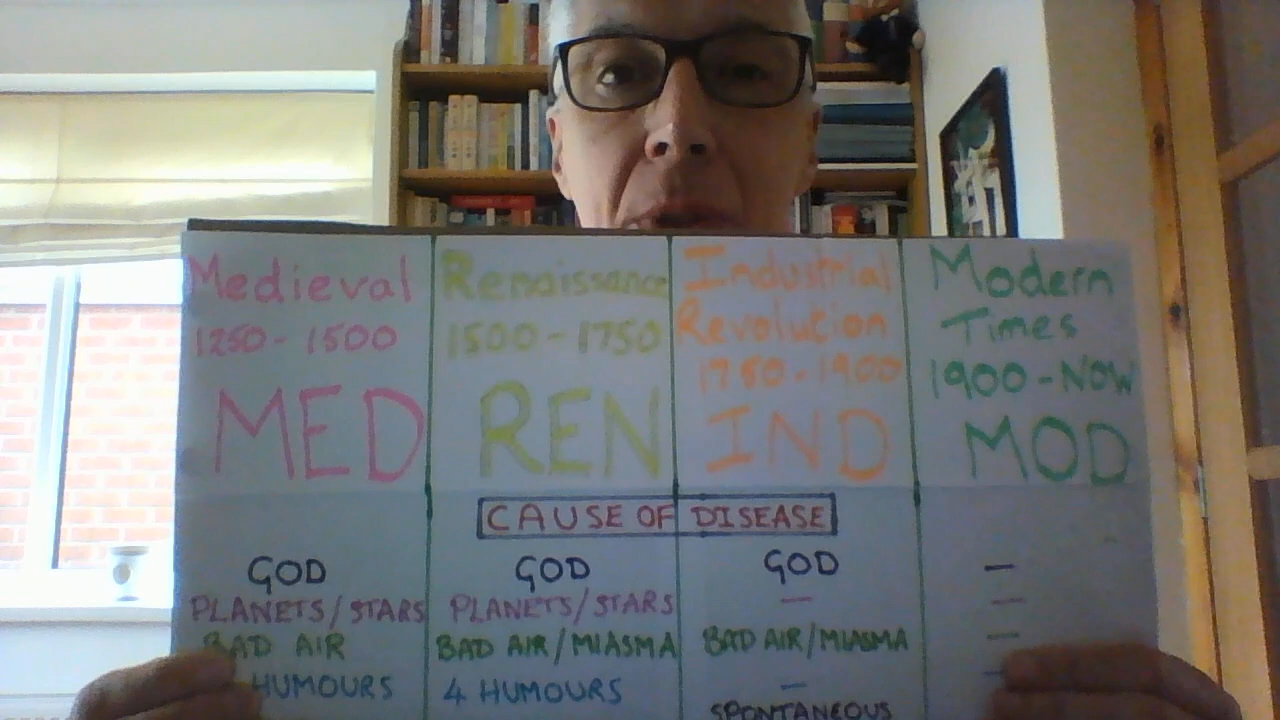 Medieval
1250 - 1500
MED
Renaissance
1500 - 1750
REN
Industrial
Revolution
1750 - 1900
IND
Modern
Times
1900 - NOW
MOD
CAUSE OF DISEASE
GOD
PLANETS/STARS
BAD AIR
HUMOURS
GOD
PLANETS/STARS
BAD AIR/MIASMA
4 HUMOURS
GOD
—
BAD AIR/MIASMA
—
SPONTANEOUS
—
—
—
—